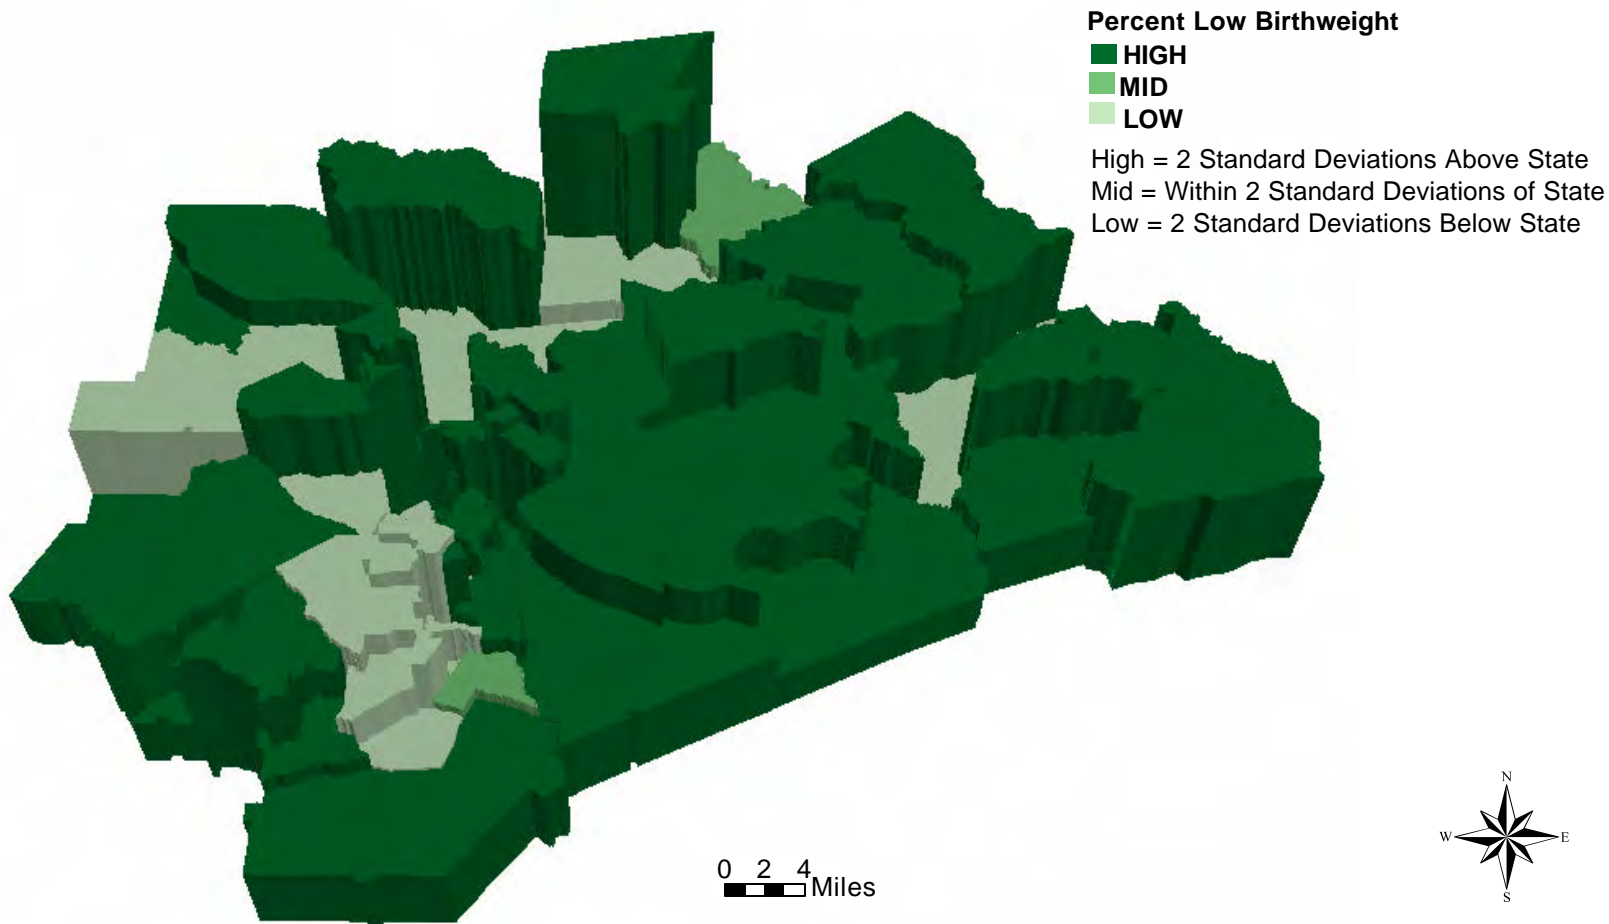 Percent Low Birthweight
HIGH
MID
LOW
High = 2 Standard Deviations Above State
Mid = Within 2 Standard Deviations of State
Low = 2 Standard Deviations Below State
N
W E
S
0 2 4
Miles